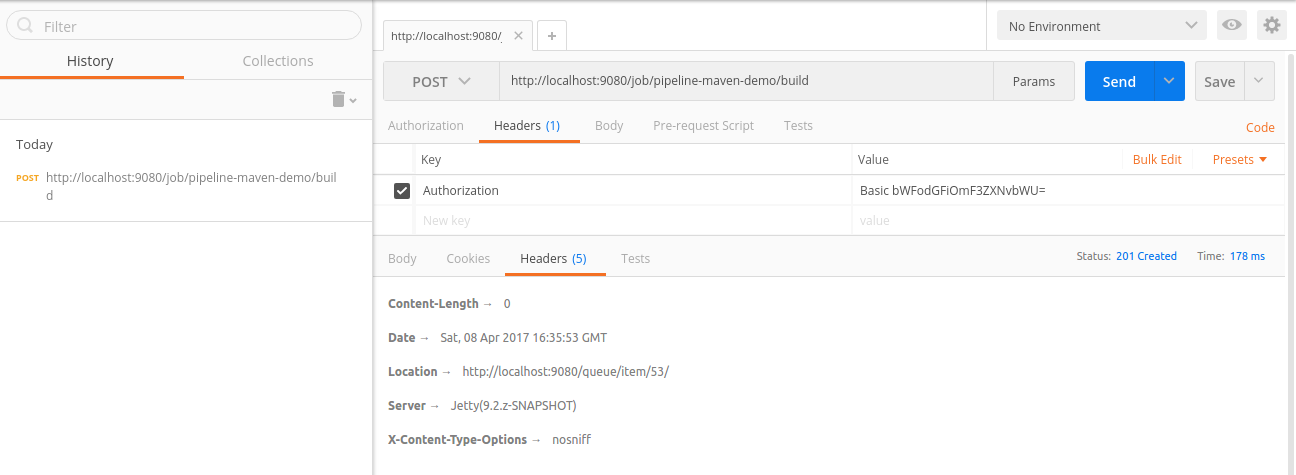 Filter
History Collections
Today
POST http://localhost:9080/job/pipeline-maven-demo/buil
d
http://localhost:9080/j
No Environment
POST http://localhost:9080/job/pipeline-maven-demo/build Params Send Save
Authorization Headers (1) Body Pre-request Script Tests Code
Key Value Bulk Edit Presets
Authorization Basic bWFodGFiOmF3ZXNvbWU=
New key value
Body Cookies Headers (5) Tests Status: 201 Created Time: 178 ms
Content-Length → 0
Date → Sat, 08 Apr 2017 16:35:53 GMT
Location → http://localhost:9080/queue/item/53/
Server → Jetty(9.2.z-SNAPSHOT)
X-Content-Type-Options → nosniff